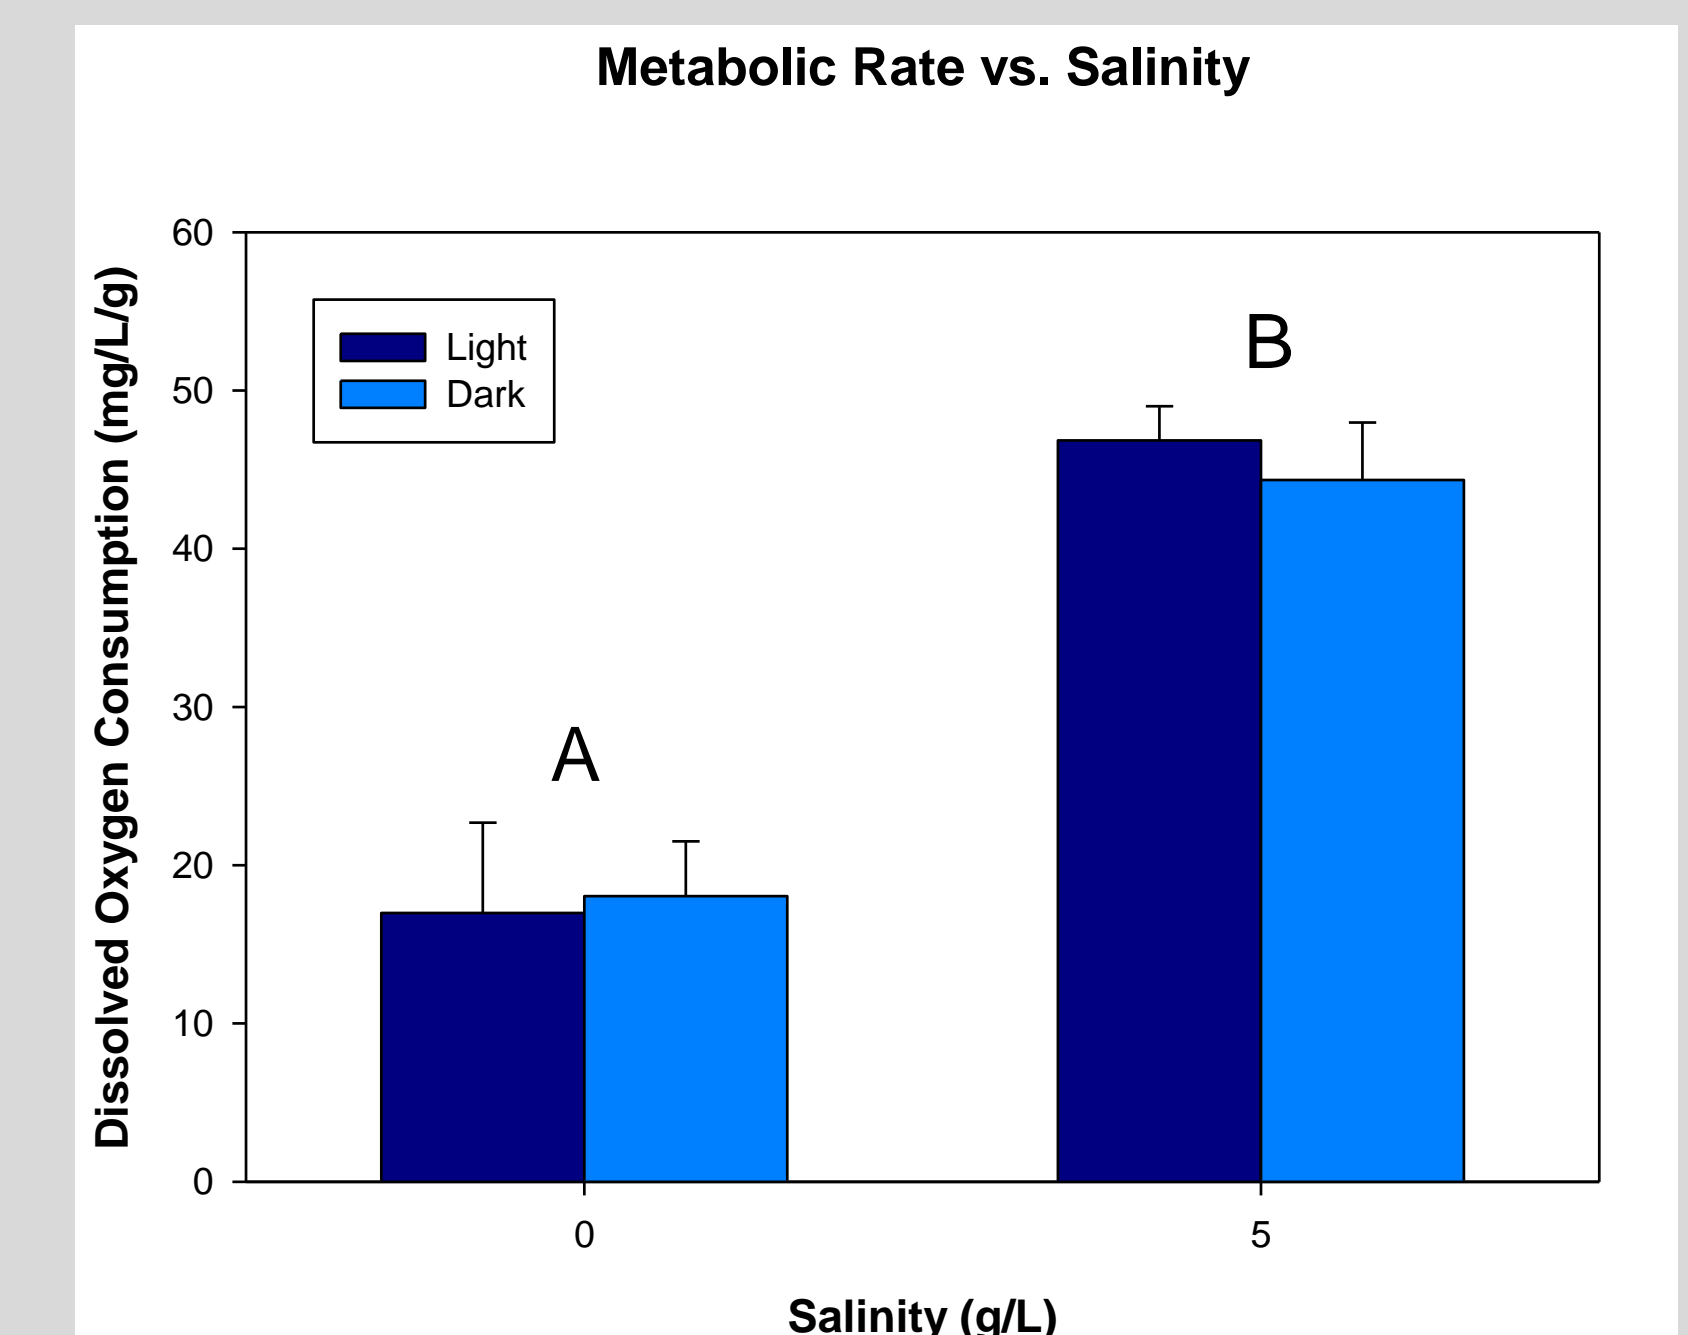 Metabolic Rate vs. Salinity
60
50
40
30
20
10
0
Dissolved Oxygen Consumption (mg/L/g)
Light
Dark
A
B
0
5
Salinity (g/L)